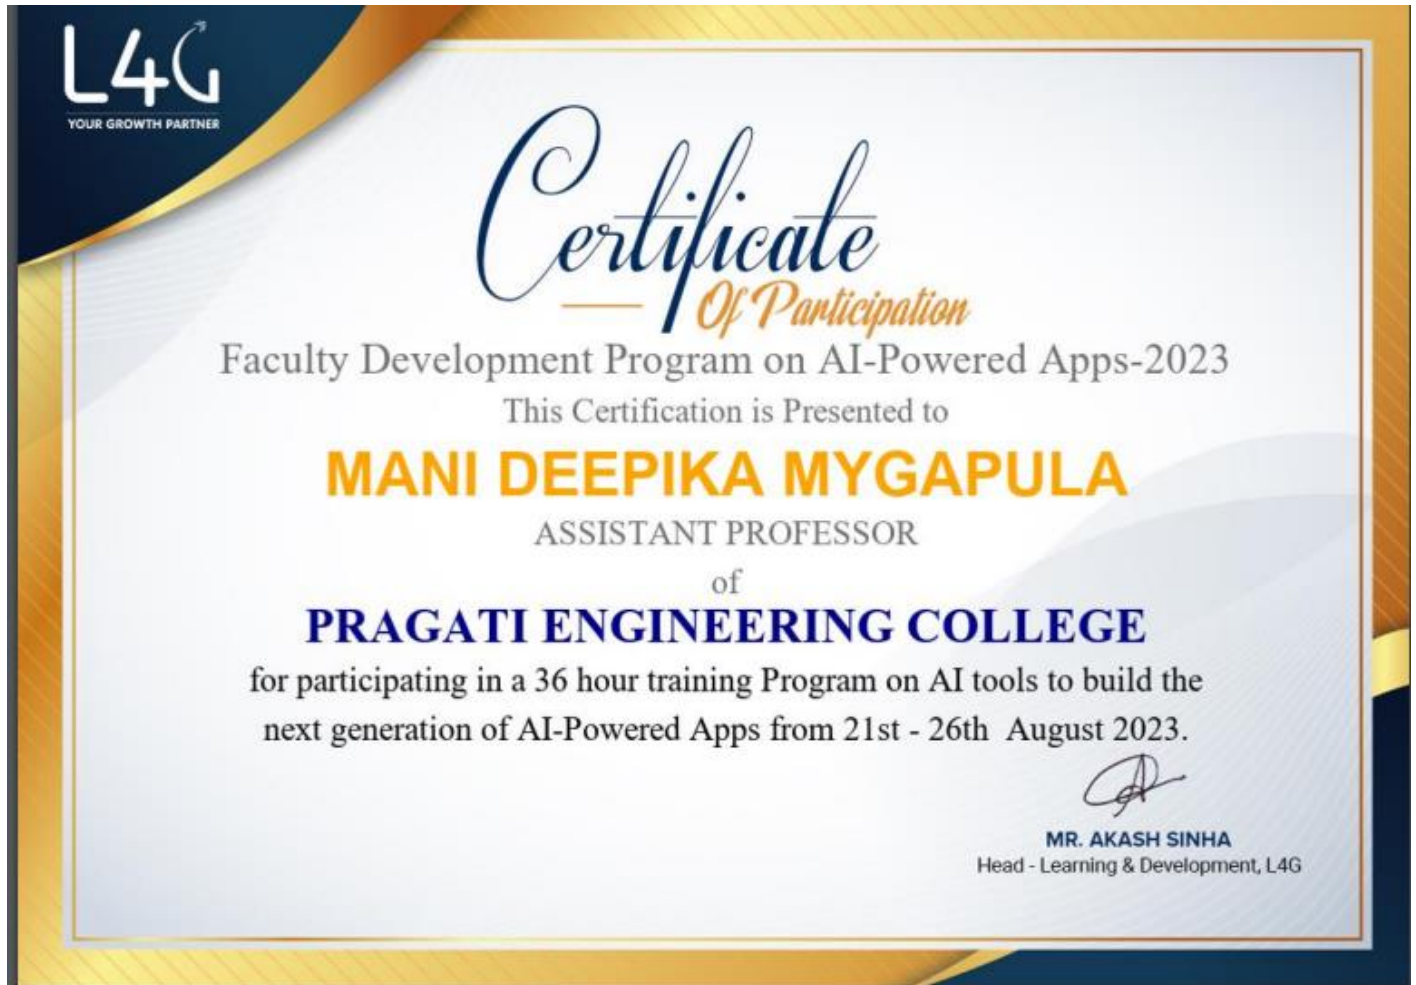 L4G
YOUR GROWTH PARTNER
Certificate
Of Participation
Faculty Development Program on AI-Powered Apps-2023
This Certification is Presented to
MANI DEEPIKA MYGAPULA
ASSISTANT PROFESSOR
of
PRAGATI ENGINEERING COLLEGE
for participating in a 36 hour training Program on AI tools to build the
next generation of AI-Powered Apps from 21st - 26th August 2023.
MR. AKASH SINHA
Head - Learning & Development, L4G